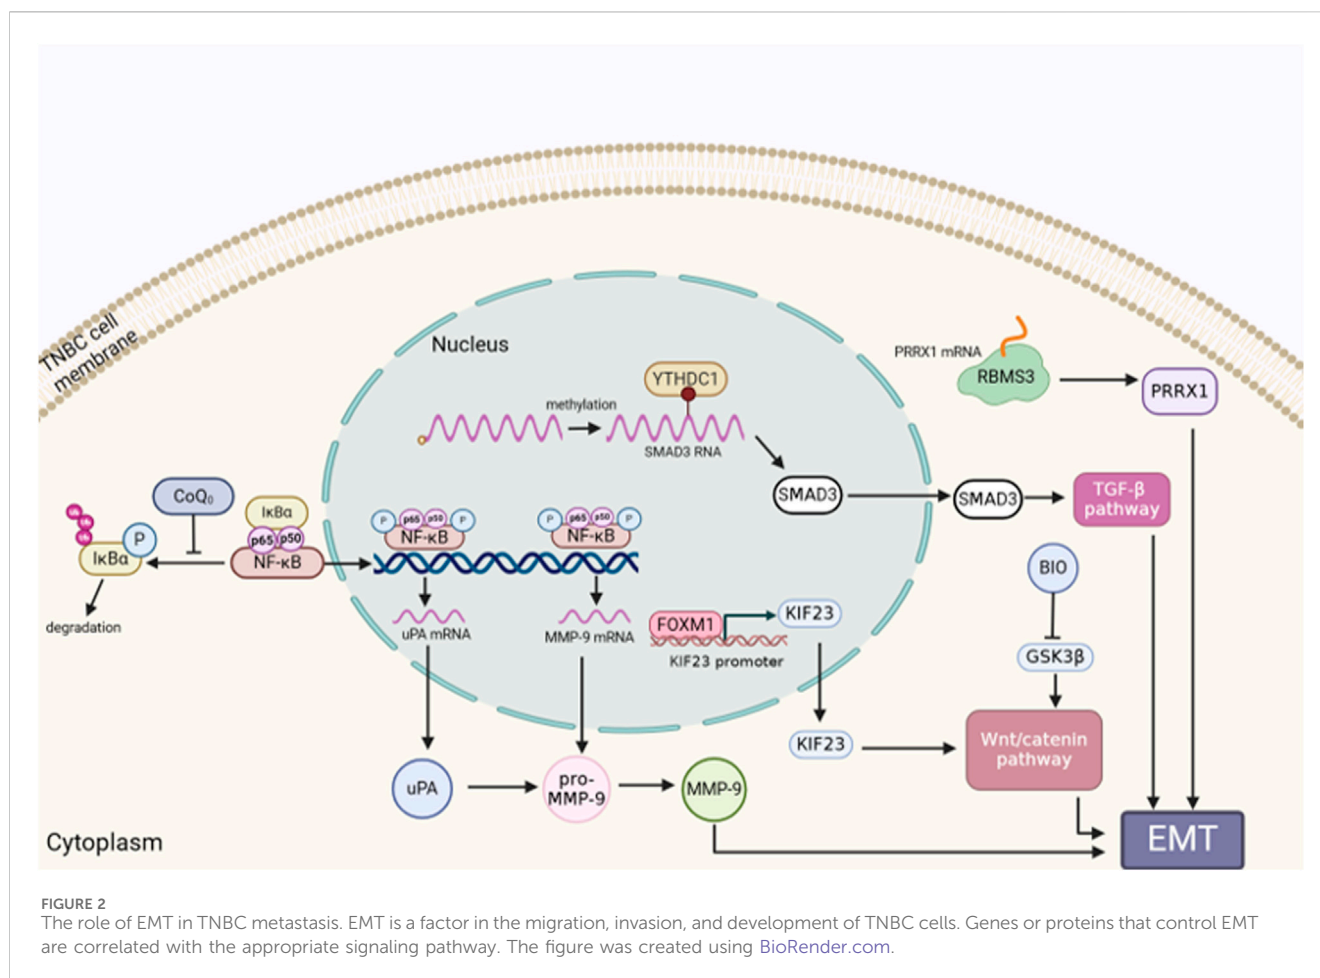 TNBC cell
membrane
Nucleus
PRRX1 mRNA
RBMS3
PRRX1
YTHDC1
methylation
SMAD3 RNA
SMAD3
SMAD3
TGF-β
pathway
CoQ₀
IκBα
p65 p50
NF-κB
IκBα
P
degradation
P p65 p50 P
NF-κB
P p65 p50 P
NF-κB
uPA mRNA
MMP-9 mRNA
FOXM1
KIF23
KIF23 promoter
BIO
GSK3β
KIF23
Wnt/catenin
pathway
uPA
pro-
MMP-9
MMP-9
EMT
Cytoplasm
FIGURE 2
The role of EMT in TNBC metastasis. EMT is a factor in the migration, invasion, and development of TNBC cells. Genes or proteins that control EMT
are correlated with the appropriate signaling pathway. The figure was created using BioRender.com.